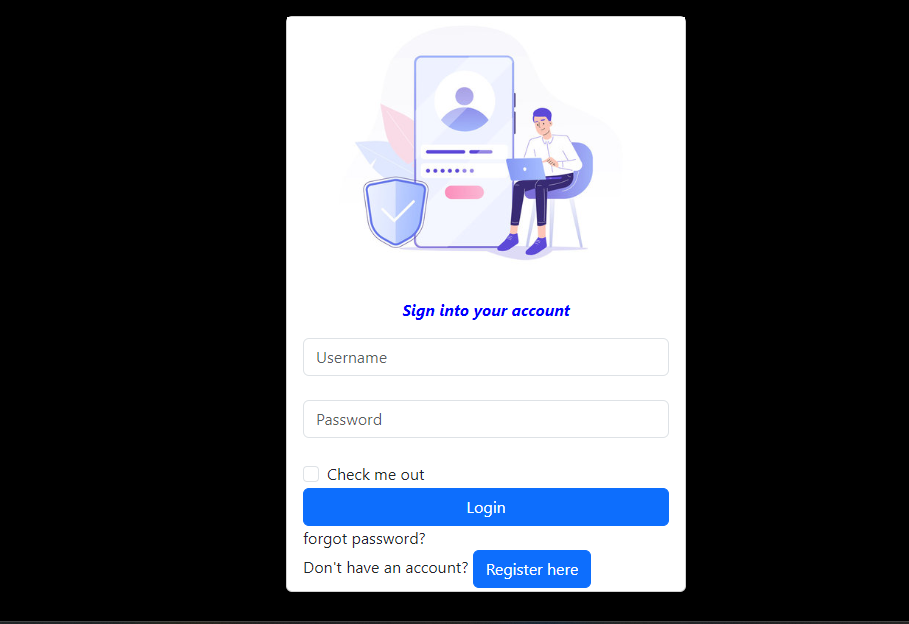 Sign into your account
Username
Password
Check me out
Login
forgot password?
Don't have an account? Register here